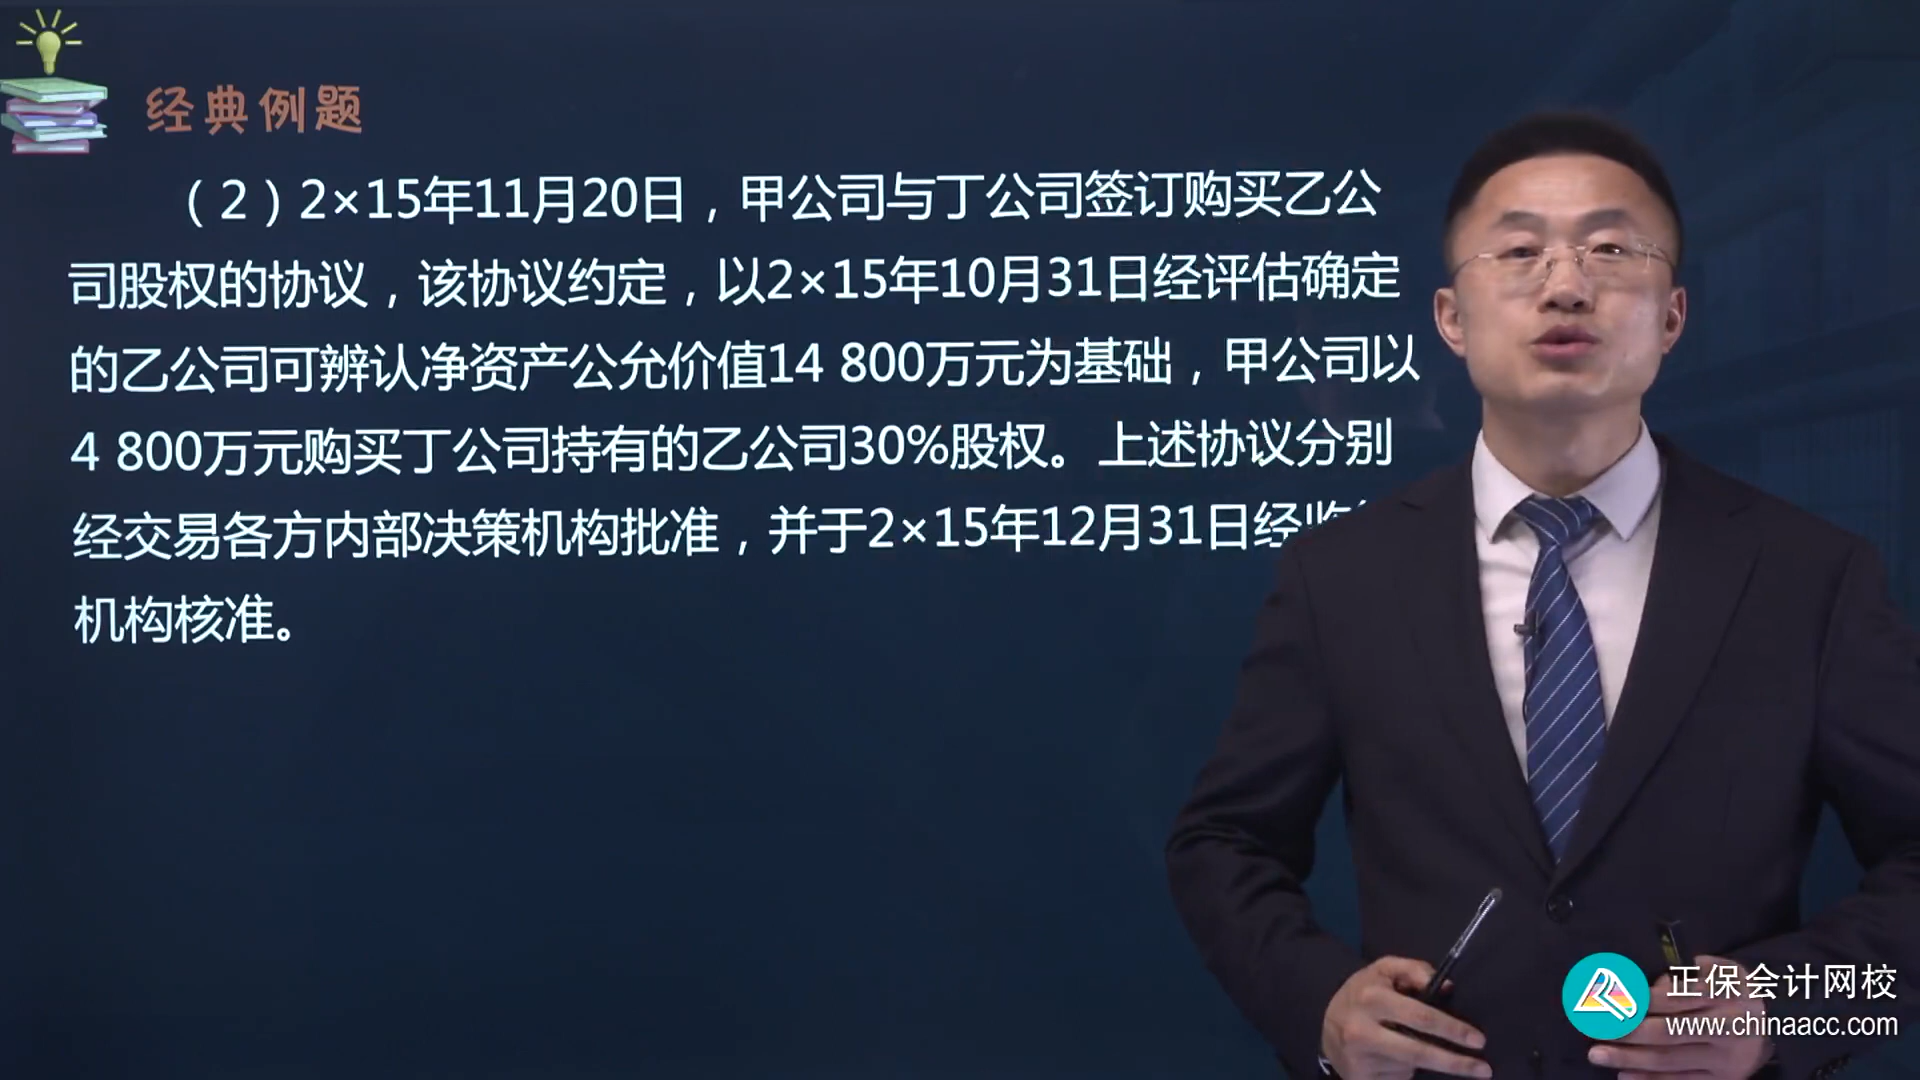 经典例题
（2）2×15年11月20日，甲公司与丁公司签订购买乙公
司股权的协议，该协议约定，以2×15年10月31日经评估确定
的乙公司可辨认净资产公允价值14 800万元为基础，甲公司以
4 800万元购买丁公司持有的乙公司30%股权。上述协议分别
经交易各方内部决策机构批准，并于2×15年12月31日经
机构核准。
正保会计网校
www.chinaacc.com